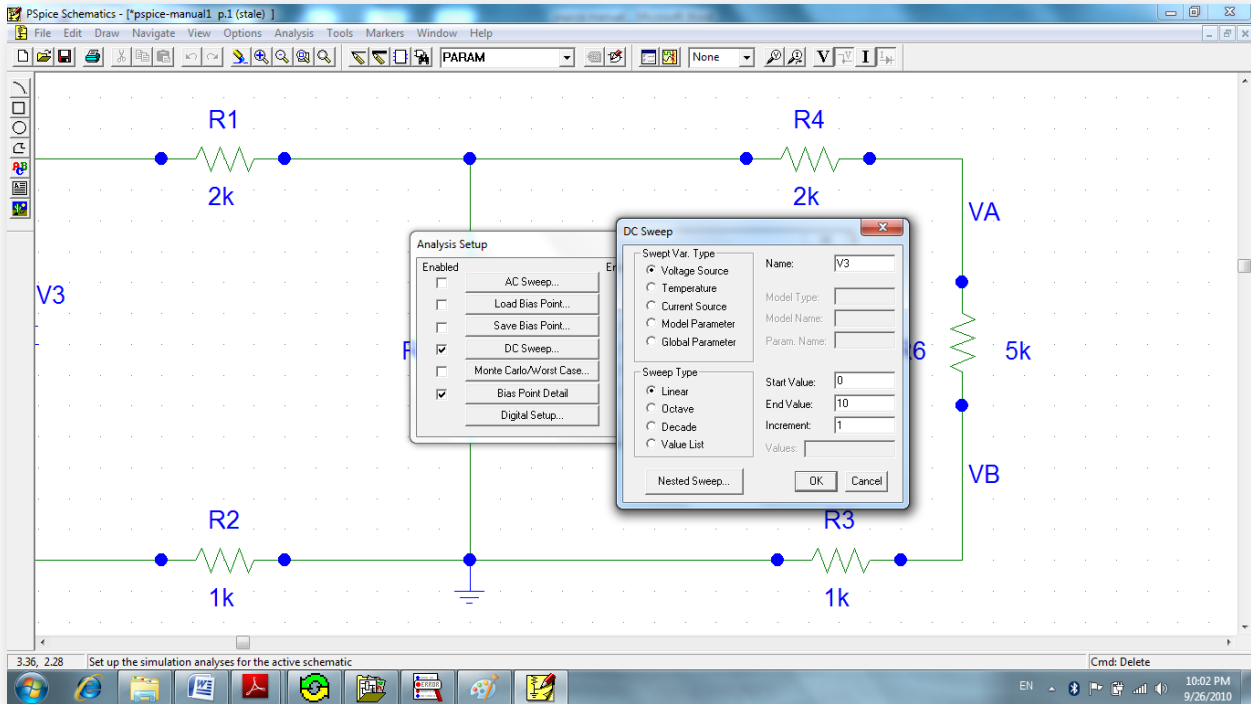 PSpice Schematics - [*pspice-manual1 p.1 (stale) ]
File Edit Draw Navigate View Options Analysis Tools Markers Window Help
PARAM
None
V
I
R1
2k
R4
2k
VA
V3
R
6
5k
VB
R2
1k
R3
1k
Analysis Setup
Enabled
En
AC Sweep...
Load Bias Point...
Save Bias Point...
DC Sweep...
Monte Carlo/Worst Case...
Bias Point Detail
Digital Setup...
DC Sweep
Swept Var. Type
Voltage Source
Temperature
Current Source
Model Parameter
Global Parameter
Name: V3
Model Type:
Model Name:
Param. Name:
Sweep Type
Linear
Octave
Decade
Value List
Start Value: 0
End Value: 10
Increment: 1
Values:
Nested Sweep...
OK
Cancel
3.36, 2.28 Set up the simulation analyses for the active schematic Cmd: Delete
EN
10:02 PM
9/26/2010